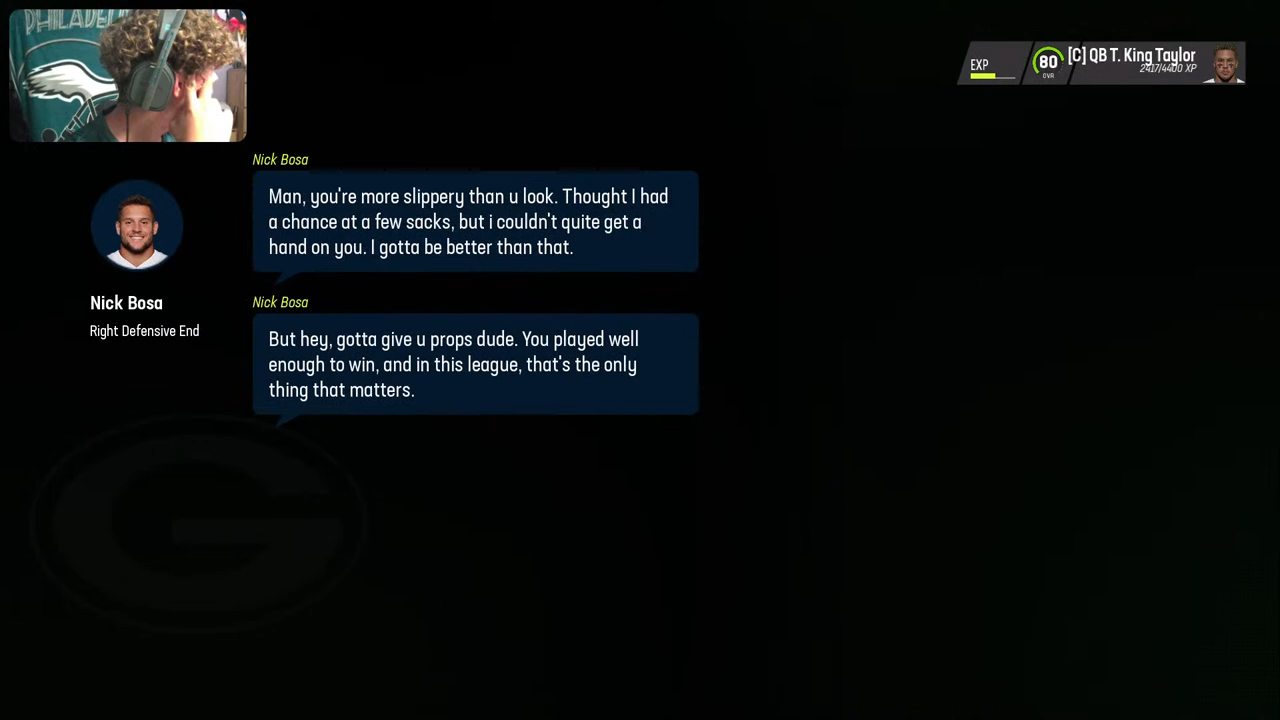 PHILADEL
EXP
80
OVR
[C] QB T. King Taylor
2417/4400 XP
Nick Bosa
Man, you're more slippery than u look. Thought I had
a chance at a few sacks, but i couldn't quite get a
hand on you. I gotta be better than that.
Nick Bosa
Right Defensive End
Nick Bosa
But hey, gotta give u props dude. You played well
enough to win, and in this league, that's the only
thing that matters.
G